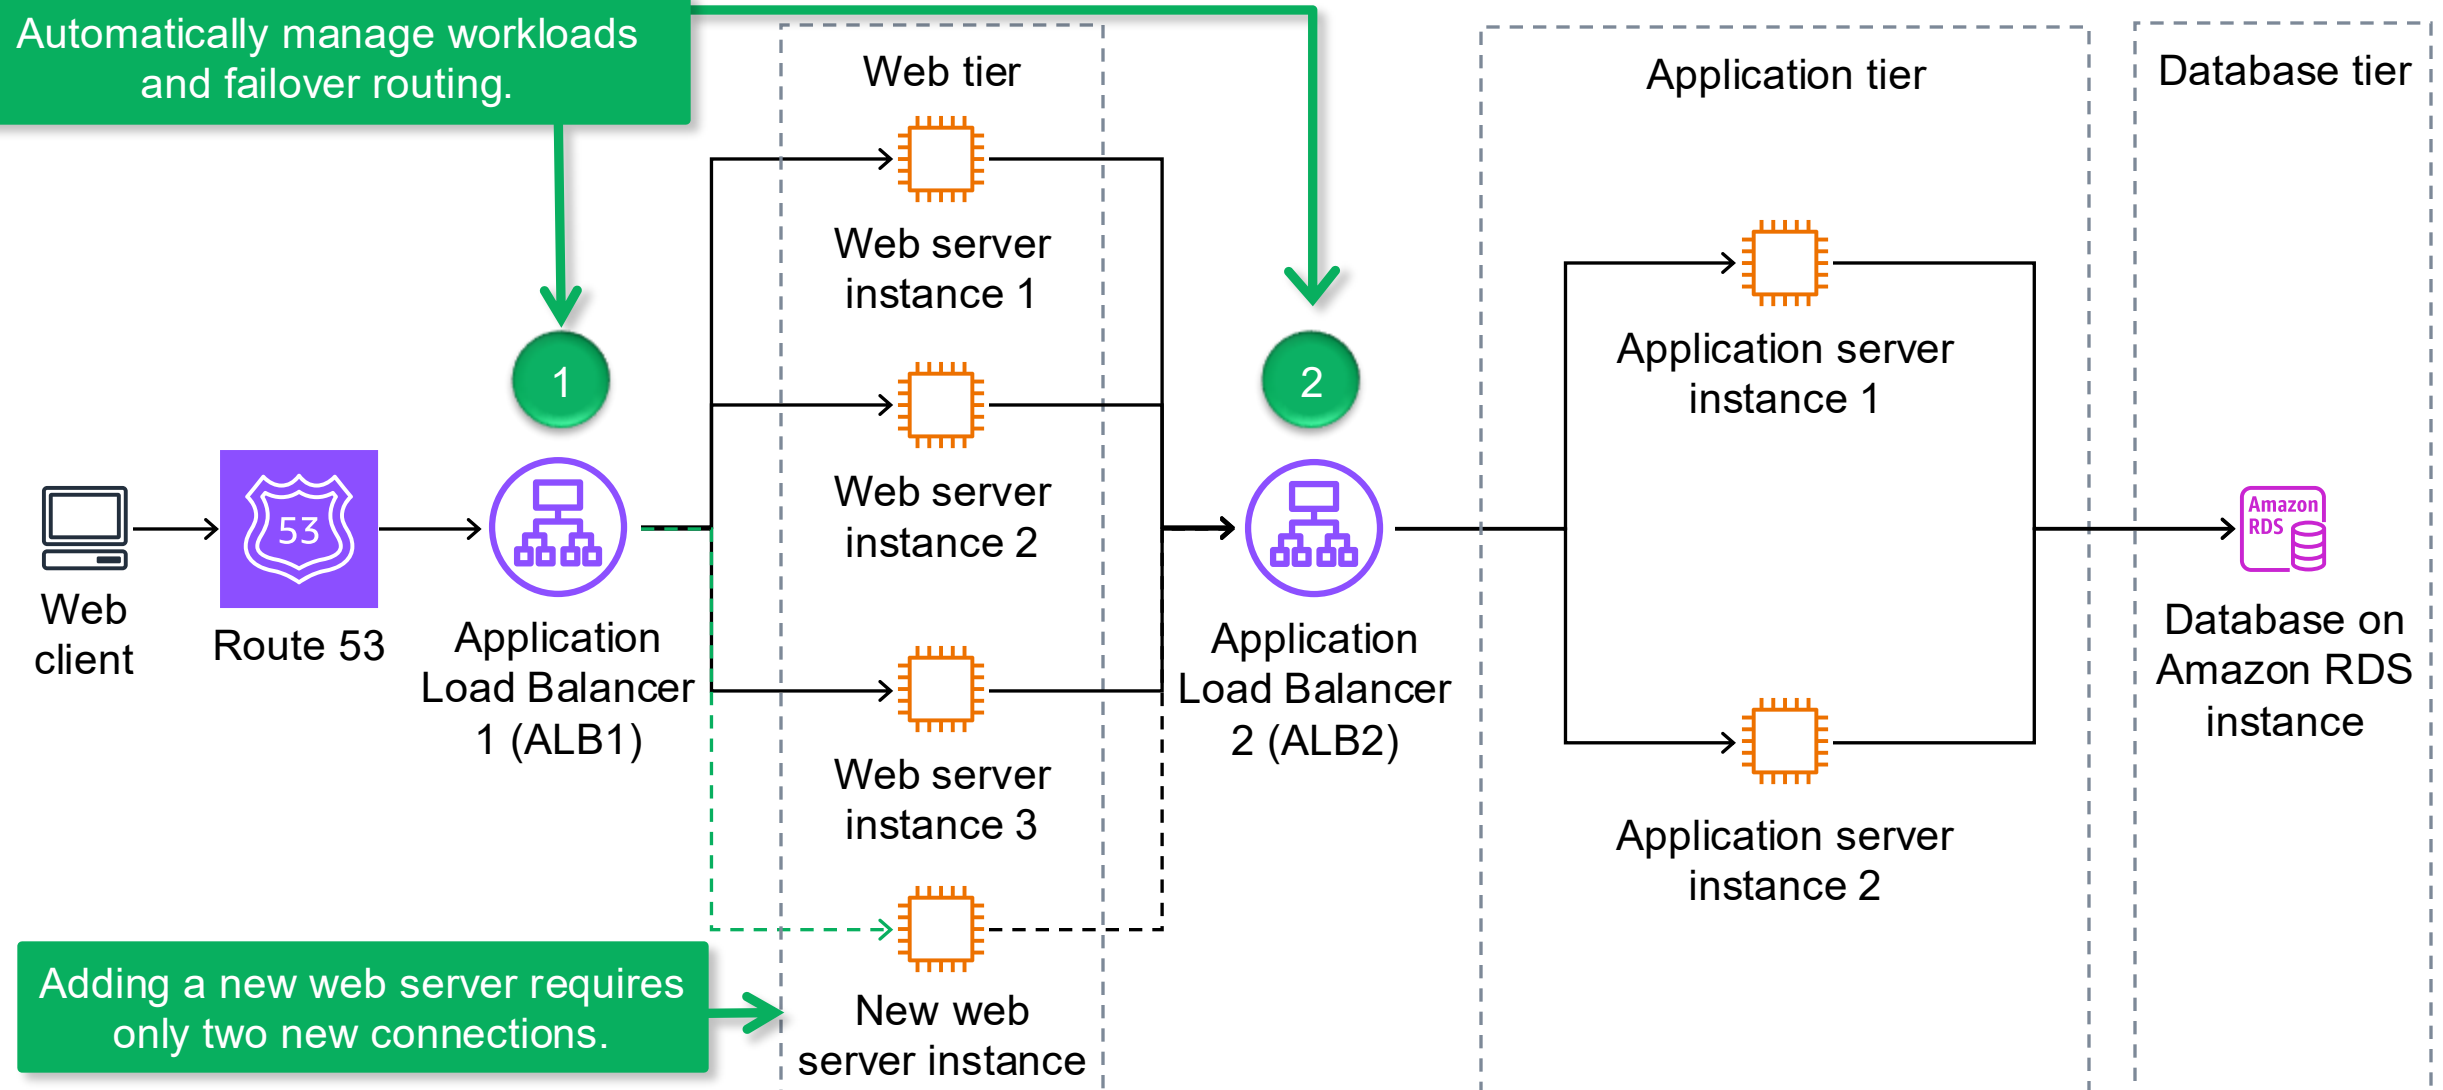 Automatically manage workloads
and failover routing.
Web tier
Application tier
Database tier
Web server
instance 1
1
2
Application server
instance 1
Web server
instance 2
53
Amazon
RDS
Web
client
Route 53
Application
Load Balancer
1 (ALB1)
Application
Load Balancer
2 (ALB2)
Database on
Amazon RDS
instance
Web server
instance 3
Application server
instance 2
Adding a new web server requires
only two new connections.
New web
server instance